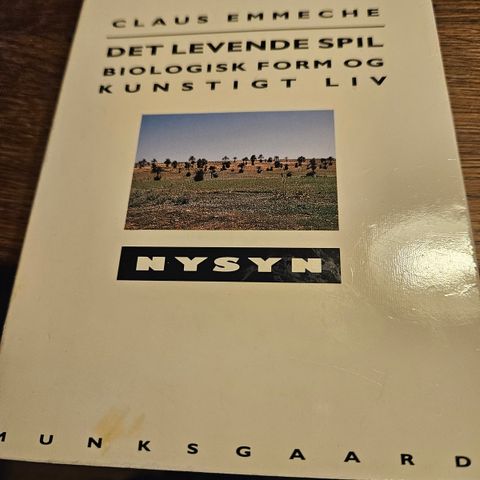 CLAUS EMMECHE
DET LEVENDE SPIL
BIOLOGISK FORM OG
KUNSTIGT LIV
NYSYN
MUNKSGAARD